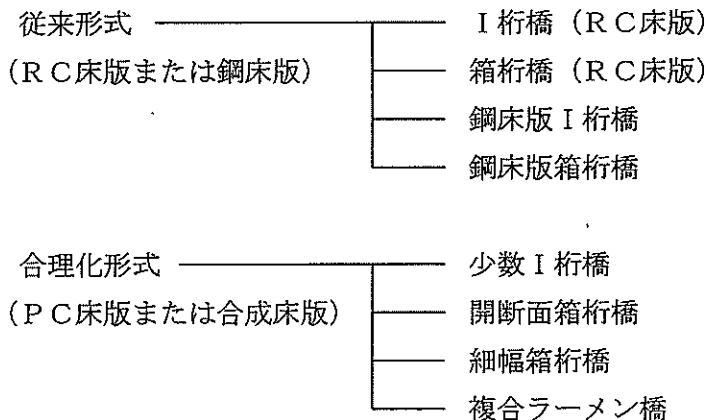 従来形式
(RC床版または鋼床版)
I桁橋(RC床版)
箱桁橋(RC床版)
鋼床版I桁橋
鋼床版箱桁橋
合理化形式
(PC床版または合成床版)
少数I桁橋
開断面箱桁橋
細幅箱桁橋
複合ラーメン橋